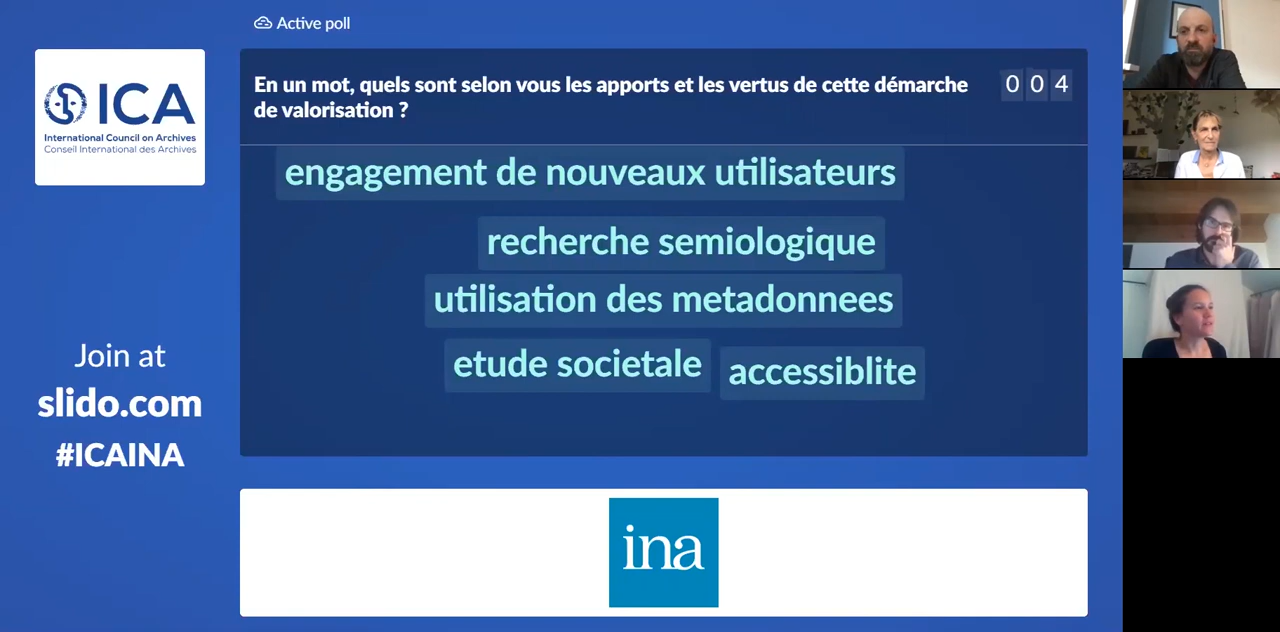 Active poll
ICA
International Council on Archives
Conseil International des Archives
En un mot, quels sont selon vous les apports et les vertus de cette démarche
de valorisation ?
0 0 4
engagement de nouveaux utilisateurs
recherche semiologique
utilisation des metadonnees
etude societale
accessiblite
Join at
slido.com
#ICAINA
ina